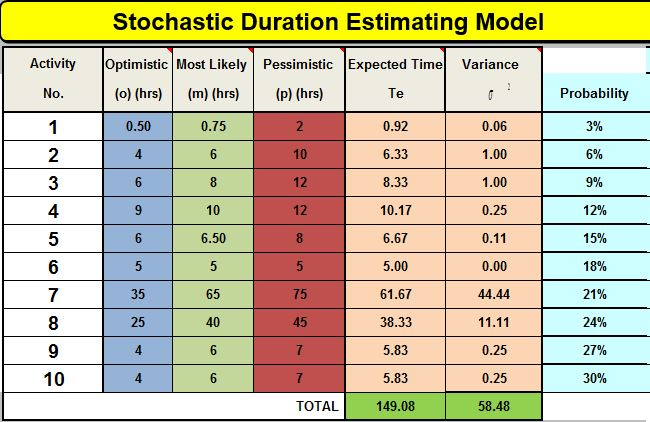 Stochastic Duration Estimating Model
Activity Optimistic Most Likely Pessimistic Expected Time Variance
No. (o) (hrs) (m) (hrs) (p) (hrs) Te σ 2 Probability
1 0.50 0.75 2 0.92 0.06 3%
2 4 6 10 6.33 1.00 6%
3 6 8 12 8.33 1.00 9%
4 9 10 12 10.17 0.25 12%
5 6 6.50 8 6.67 0.11 15%
6 5 5 5 5.00 0.00 18%
7 35 65 75 61.67 44.44 21%
8 25 40 45 38.33 11.11 24%
9 4 6 7 5.83 0.25 27%
10 4 6 7 5.83 0.25 30%
TOTAL 149.08 58.48